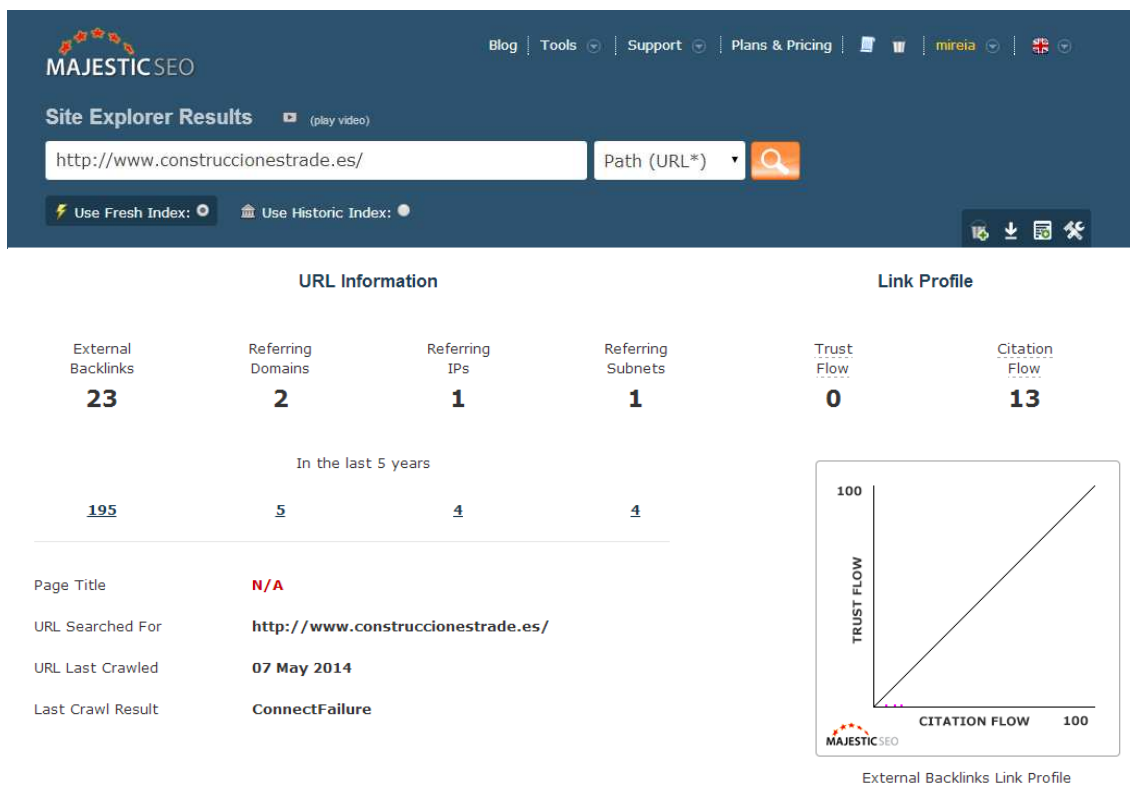 Blog Tools Support Plans & Pricing mireia
MAJESTIC SEO
Site Explorer Results (play video)
http://www.construccionestrade.es/ Path (URL*)
Use Fresh Index: Use Historic Index:
URL Information
Link Profile
External Backlinks
23
Referring Domains
2
Referring IPs
1
Referring Subnets
1
Trust Flow
0
Citation Flow
13
In the last 5 years
195 5 4 4
Page Title N/A
URL Searched For http://www.construccionestrade.es/
URL Last Crawled 07 May 2014
Last Crawl Result ConnectFailure
100
TRUST FLOW
CITATION FLOW 100
MAJESTIC SEO
External Backlinks Link Profile